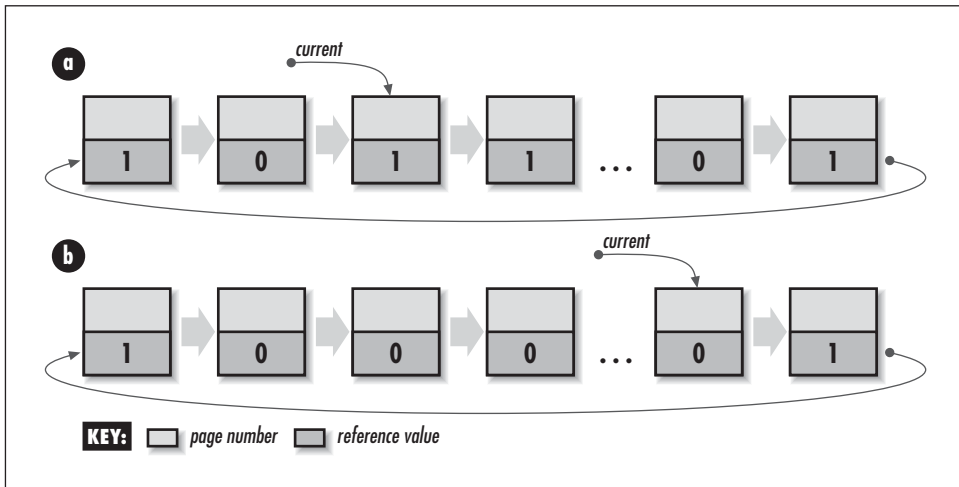 a
current
1 0 1 1 ... 0 1
b
current
1 0 0 0 ... 0 1
KEY: page number reference value